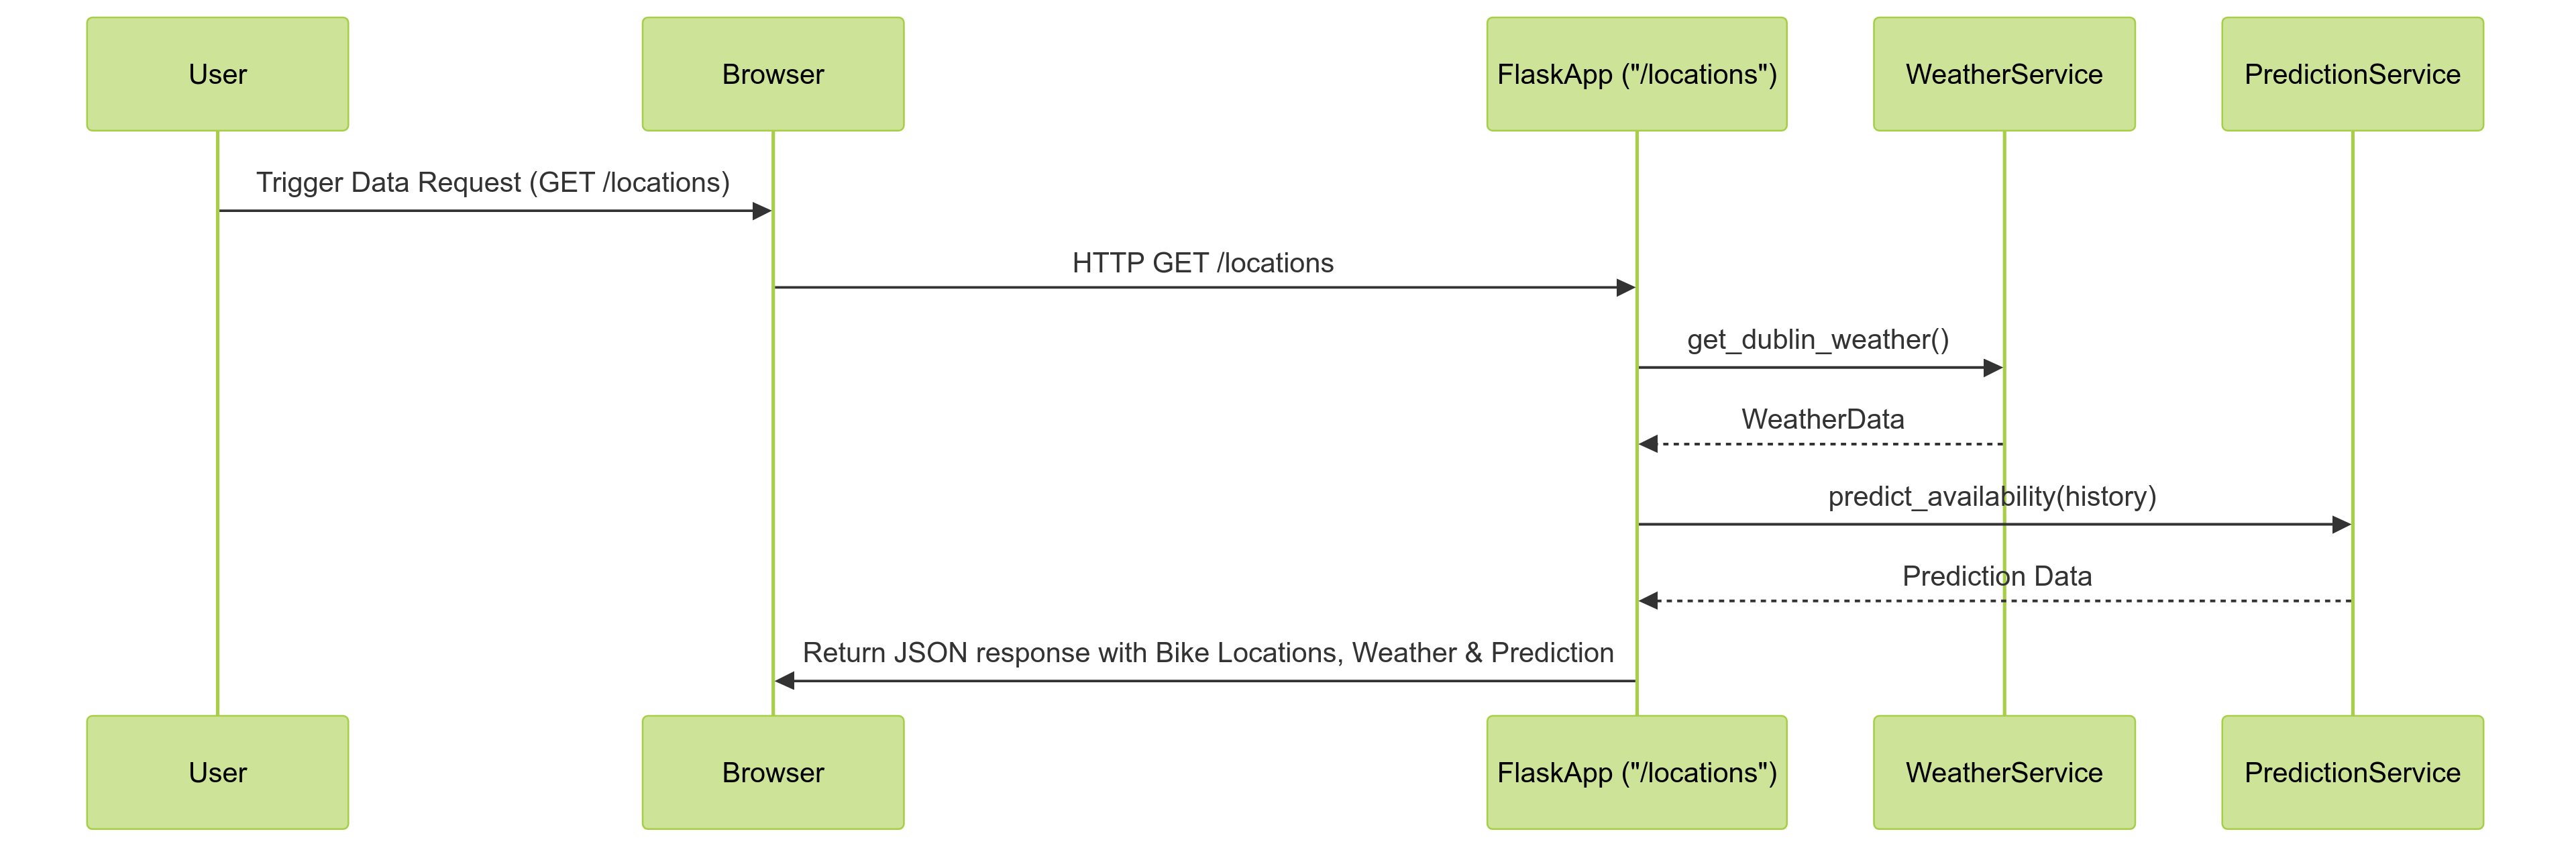 User
Browser
FlaskApp ("/locations")
WeatherService
PredictionService
Trigger Data Request (GET /locations)
HTTP GET /locations
get_dublin_weather()
WeatherData
predict_availability(history)
Prediction Data
Return JSON response with Bike Locations, Weather & Prediction
User
Browser
FlaskApp ("/locations")
WeatherService
PredictionService